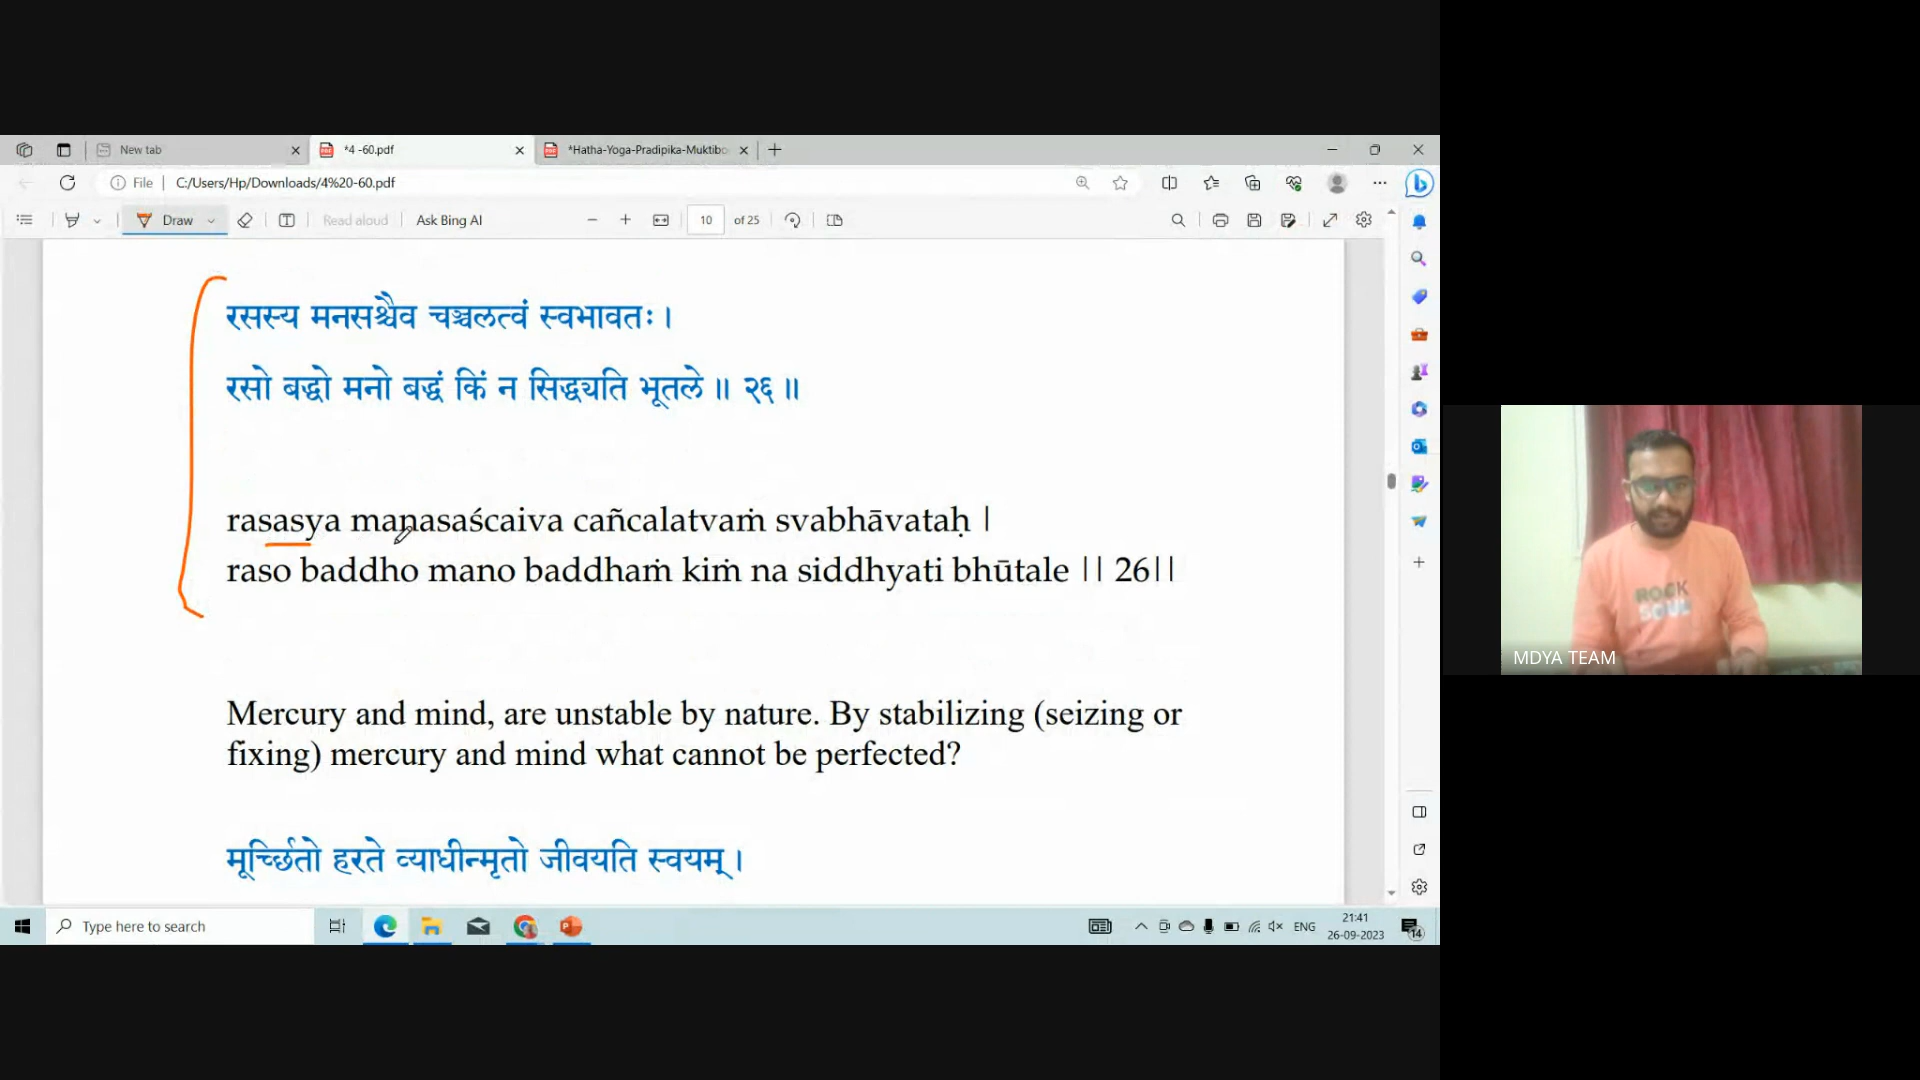 New tab
*4 -60.pdf
*Hatha-Yoga-Pradipika-Muktibo
File
C:/Users/Hp/Downloads/4%20-60.pdf
Draw
Read aloud
Ask Bing AI
10
of 25
रसस्य मनसश्चैव चञ्चलत्वं स्वभावतः ।
रसो बद्धो मनो बद्धं किं न सिद्ध्यति भूतले ॥ २६ ॥
rasasya manasaścaiva cañcalatvaṁ svabhāvataḥ |
raso baddho mano baddhaṁ kiṁ na siddhyati bhūtale || 26||
Mercury and mind, are unstable by nature. By stabilizing (seizing or
fixing) mercury and mind what cannot be perfected?
मूर्च्छितो हरते व्याधीन्मृतो जीवयति स्वयम् ।
ROCK
SOUL
MDYA TEAM
Type here to search
ENG
21:41
26-09-2023
14